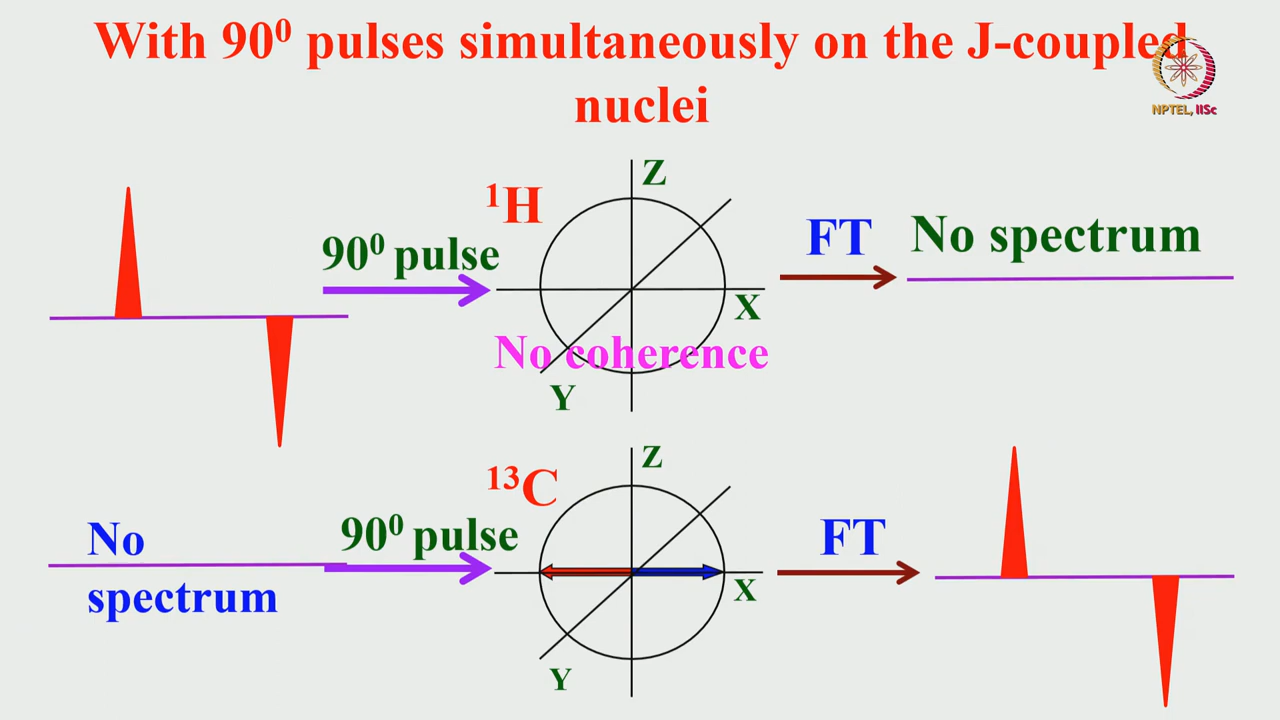 With 90⁰ pulses simultaneously on the J-coupled
nuclei
NPTEL, IISc
¹H
Z
90⁰ pulse
FT
No spectrum
X
No coherence
Y
Z
¹³C
No
spectrum
90⁰ pulse
FT
X
Y